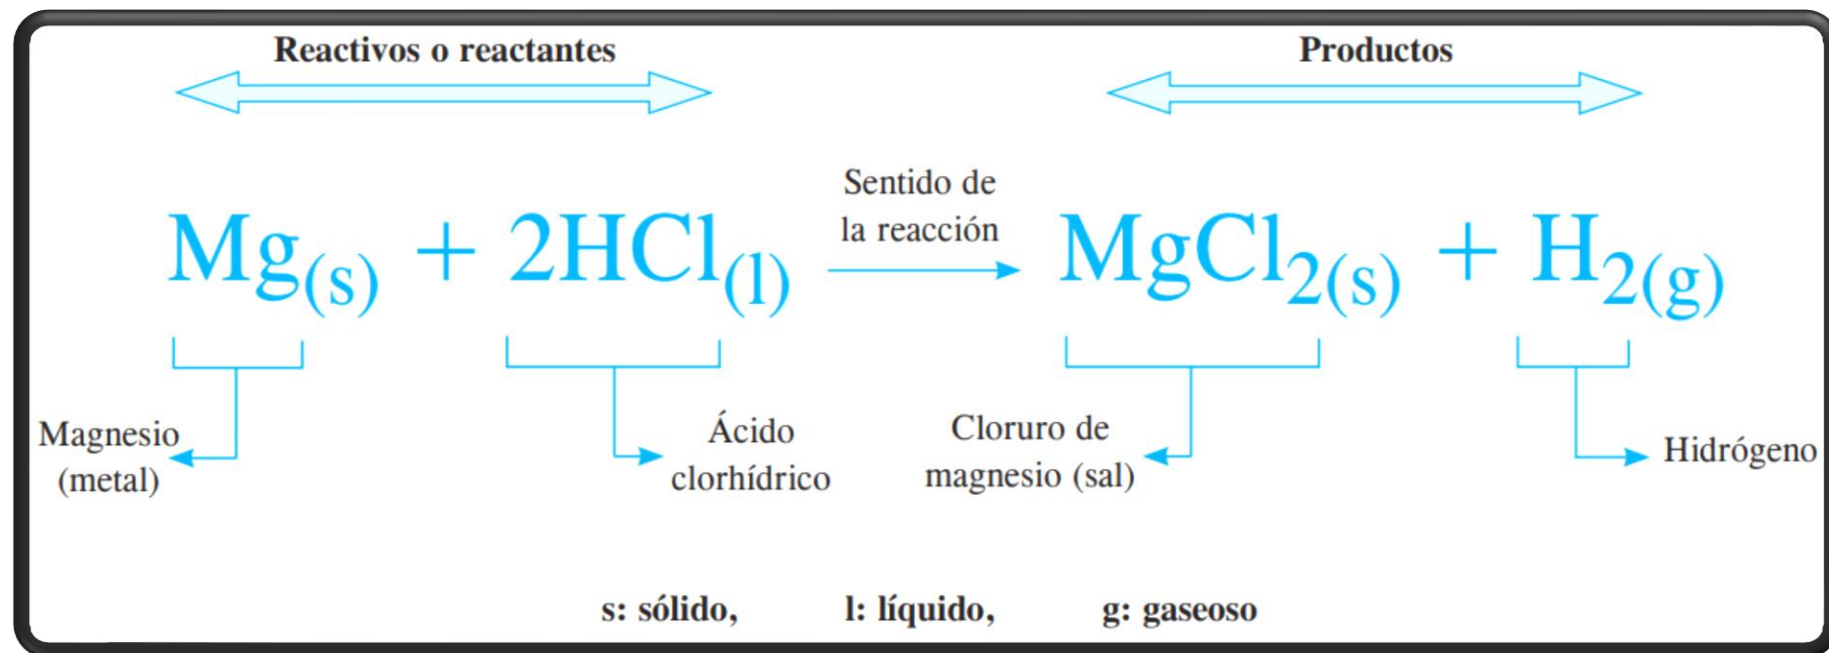 Reactivos o reactantes
Productos
Sentido de
la reacción
Mg(s) + 2HCl(l) → MgCl2(s) + H2(g)
Magnesio
(metal)
Ácido
clorhídrico
Cloruro de
magnesio (sal)
Hidrógeno
s: sólido, l: líquido, g: gaseoso